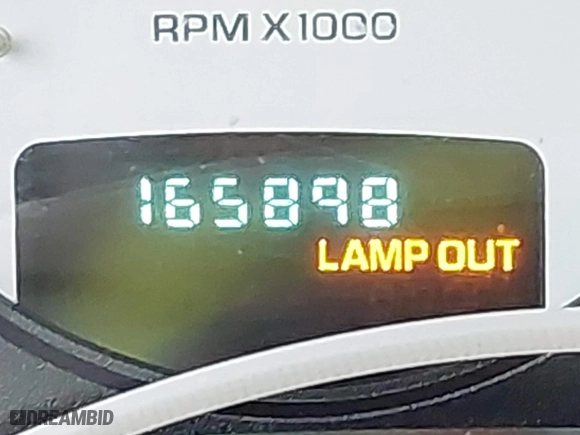 RPM X1000
165898
LAMP OUT
DREAMBID